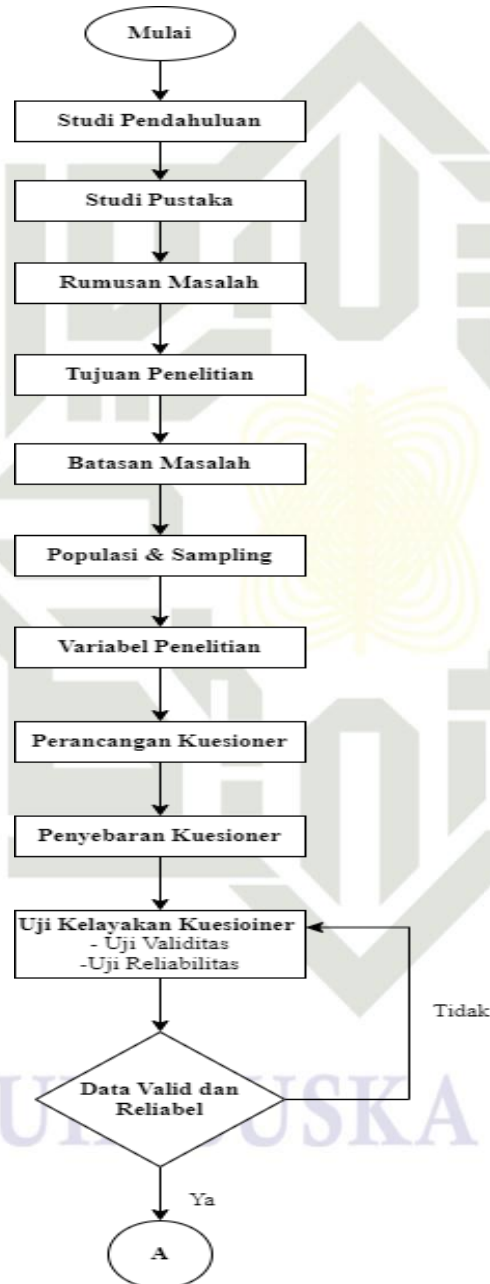 Mulai
Studi Pendahuluan
Studi Pustaka
Rumusan Masalah
Tujuan Penelitian
Batasan Masalah
Populasi & Sampling
Variabel Penelitian
Perancangan Kuesioner
Penyebaran Kuesioner
Uji Kelayakan Kuesioiner
- Uji Validitas
-Uji Reliabilitas
Tidak
Data Valid dan
Reliabel
Ya
A